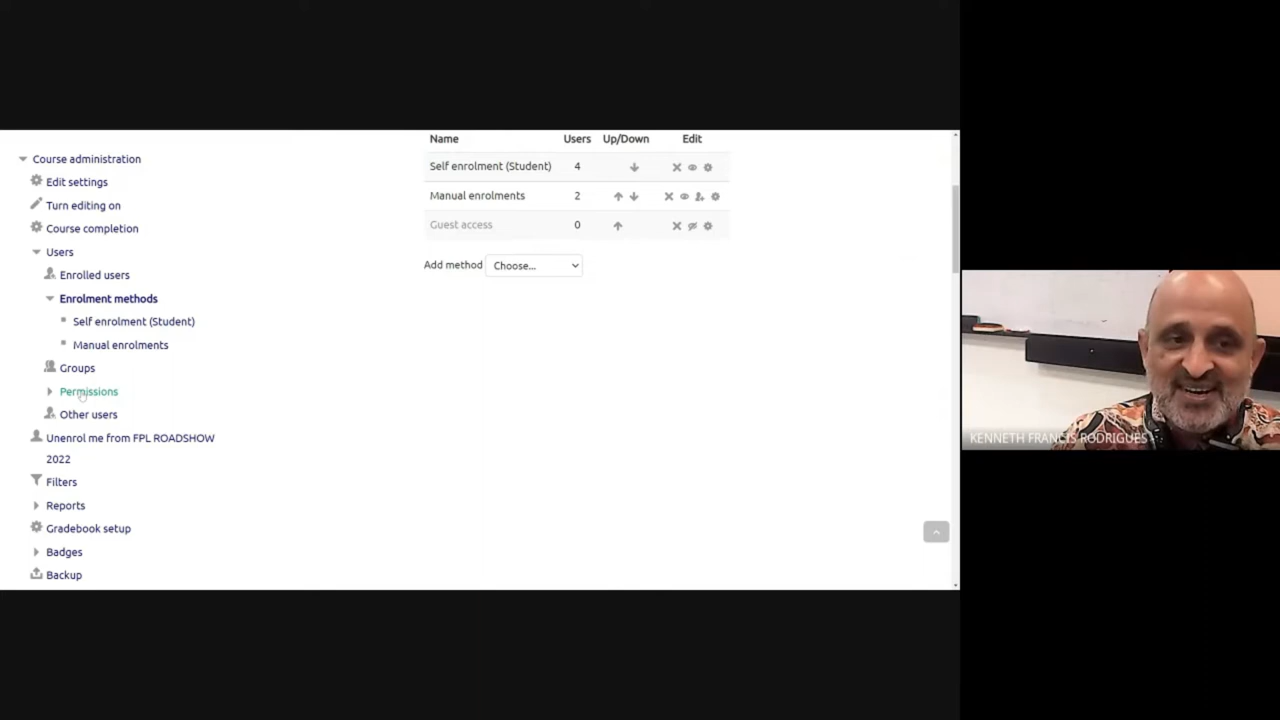 Course administration
Edit settings
Turn editing on
Course completion
Users
Enrolled users
Enrolment methods
Self enrolment (Student)
Manual enrolments
Groups
Permissions
Other users
Unenrol me from FPL ROADSHOW
2022
Filters
Reports
Gradebook setup
Badges
Backup
Name Users Up/Down Edit
Self enrolment (Student) 4
Manual enrolments 2
Guest access 0
Add method Choose...
KENNETH FRANCIS RODRIGUES